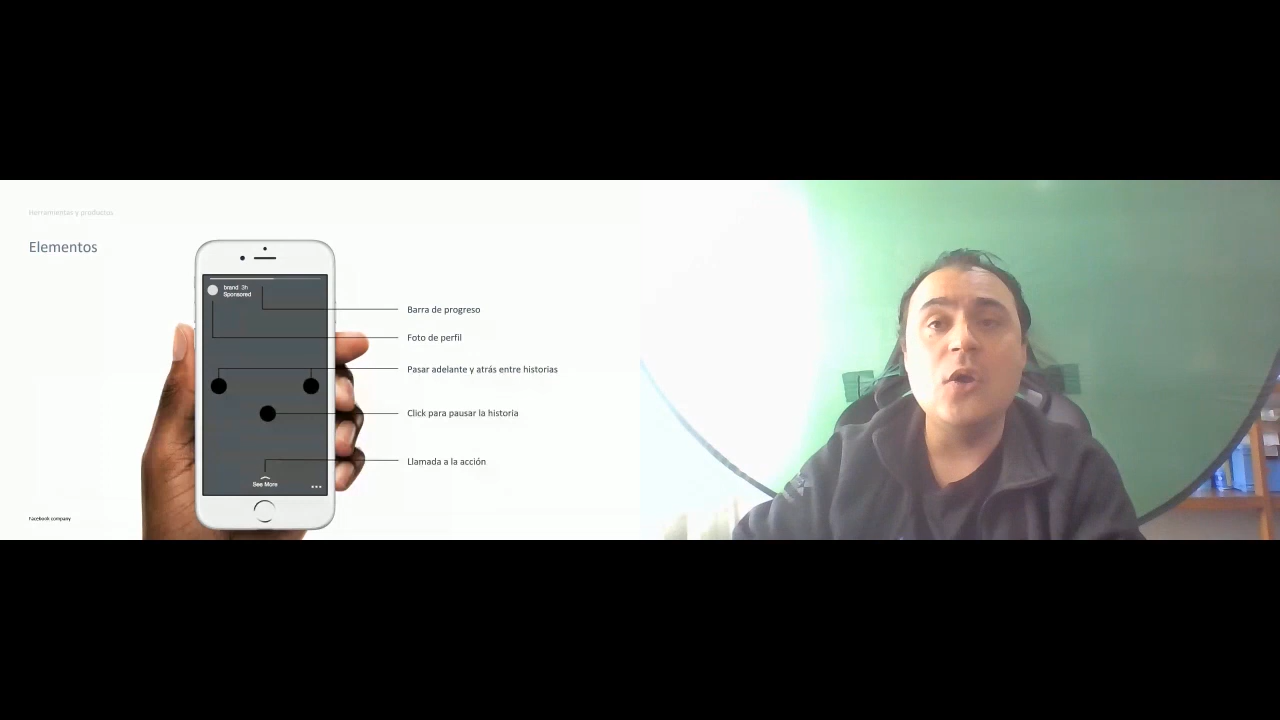 Herramientas y productos
Elementos
brand 3h
Sponsored
Barra de progreso
Foto de perfil
Pasar adelante y atrás entre historias
Click para pausar la historia
Llamada a la acción
See More
Facebook company